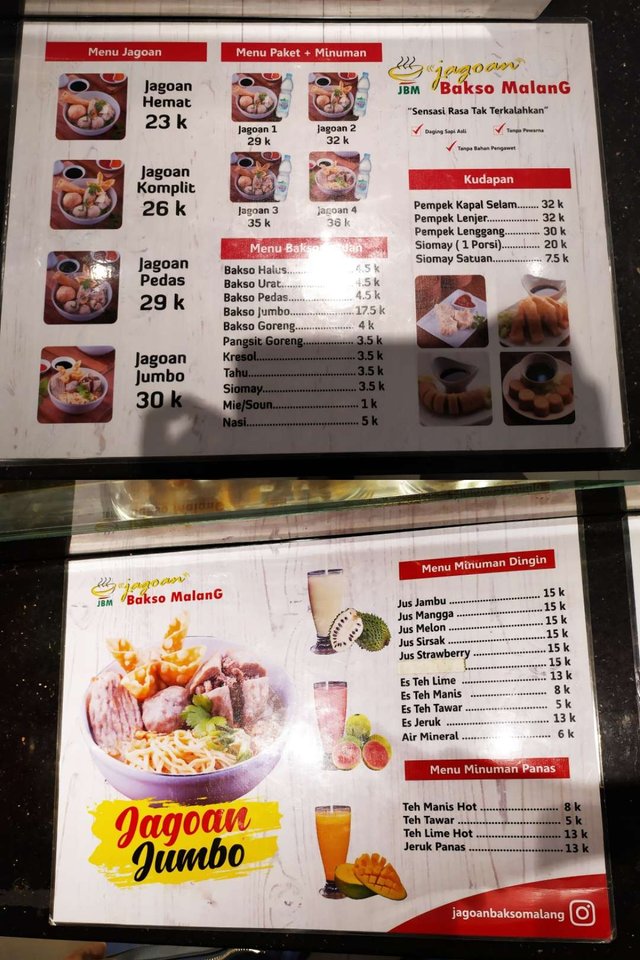 Menu Jagoan
Jagoan
Hemat
23 k
Jagoan
Komplit
26 k
Jagoan
Pedas
29 k
Jagoan
Jumbo
30 k
Menu Paket + Minuman
Jagoan 1
29 k
Jagoan 2
32 k
Jagoan 3
35 k
Jagoan 4
36 k
Menu Bakso
Bakso Halus 4.5 k
Bakso Urat 4.5 k
Bakso Pedas 4.5 k
Bakso Jumbo 17.5 k
Bakso Goreng 4 k
Pangsit Goreng 3.5 k
Kresol 3.5 k
Tahu 3.5 k
Siomay 3.5 k
Mie/Soun 1 k
Nasi 5 k
"jagoan"
JBM Bakso MalanG
"Sensasi Rasa Tak Terkalahkan"
Daging Sapi Asli
Tanpa Pewarna
Tanpa Bahan Pengawet
Kudapan
Pempek Kapal Selam 32 k
Pempek Lenjer 32 k
Pempek Lenggang 30 k
Siomay ( 1 Porsi) 20 k
Siomay Satuan 7.5 k
"jagoan"
JBM Bakso MalanG
Jagoan
Jumbo
Menu Minuman Dingin
Jus Jambu 15 k
Jus Mangga 15 k
Jus Melon 15 k
Jus Sirsak 15 k
Jus Strawberry 15 k
15 k
Es Teh Lime 13 k
Es Teh Manis 8 k
Es Teh Tawar 5 k
Es Jeruk 13 k
Air Mineral 6 k
Menu Minuman Panas
Teh Manis Hot 8 k
Teh Tawar 5 k
Teh Lime Hot 13 k
Jeruk Panas 13 k
jagoanbaksomalang